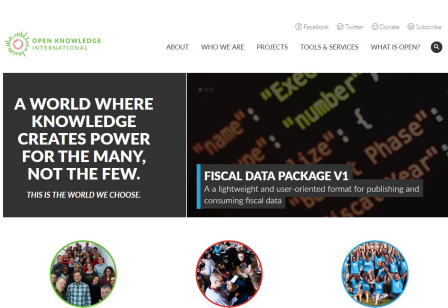 Facebook Twitter Donate Subscribe
OPEN KNOWLEDGE
INTERNATIONAL
ABOUT WHO WE ARE PROJECTS TOOLS & SERVICES WHAT IS OPEN?
A WORLD WHERE
KNOWLEDGE
CREATES POWER
FOR THE MANY,
NOT THE FEW.
THIS IS THE WORLD WE CHOOSE.
"number"
"name":
FISCAL DATA PACKAGE V1
A a lightweight and user-oriented format for publishing and
consuming fiscal data